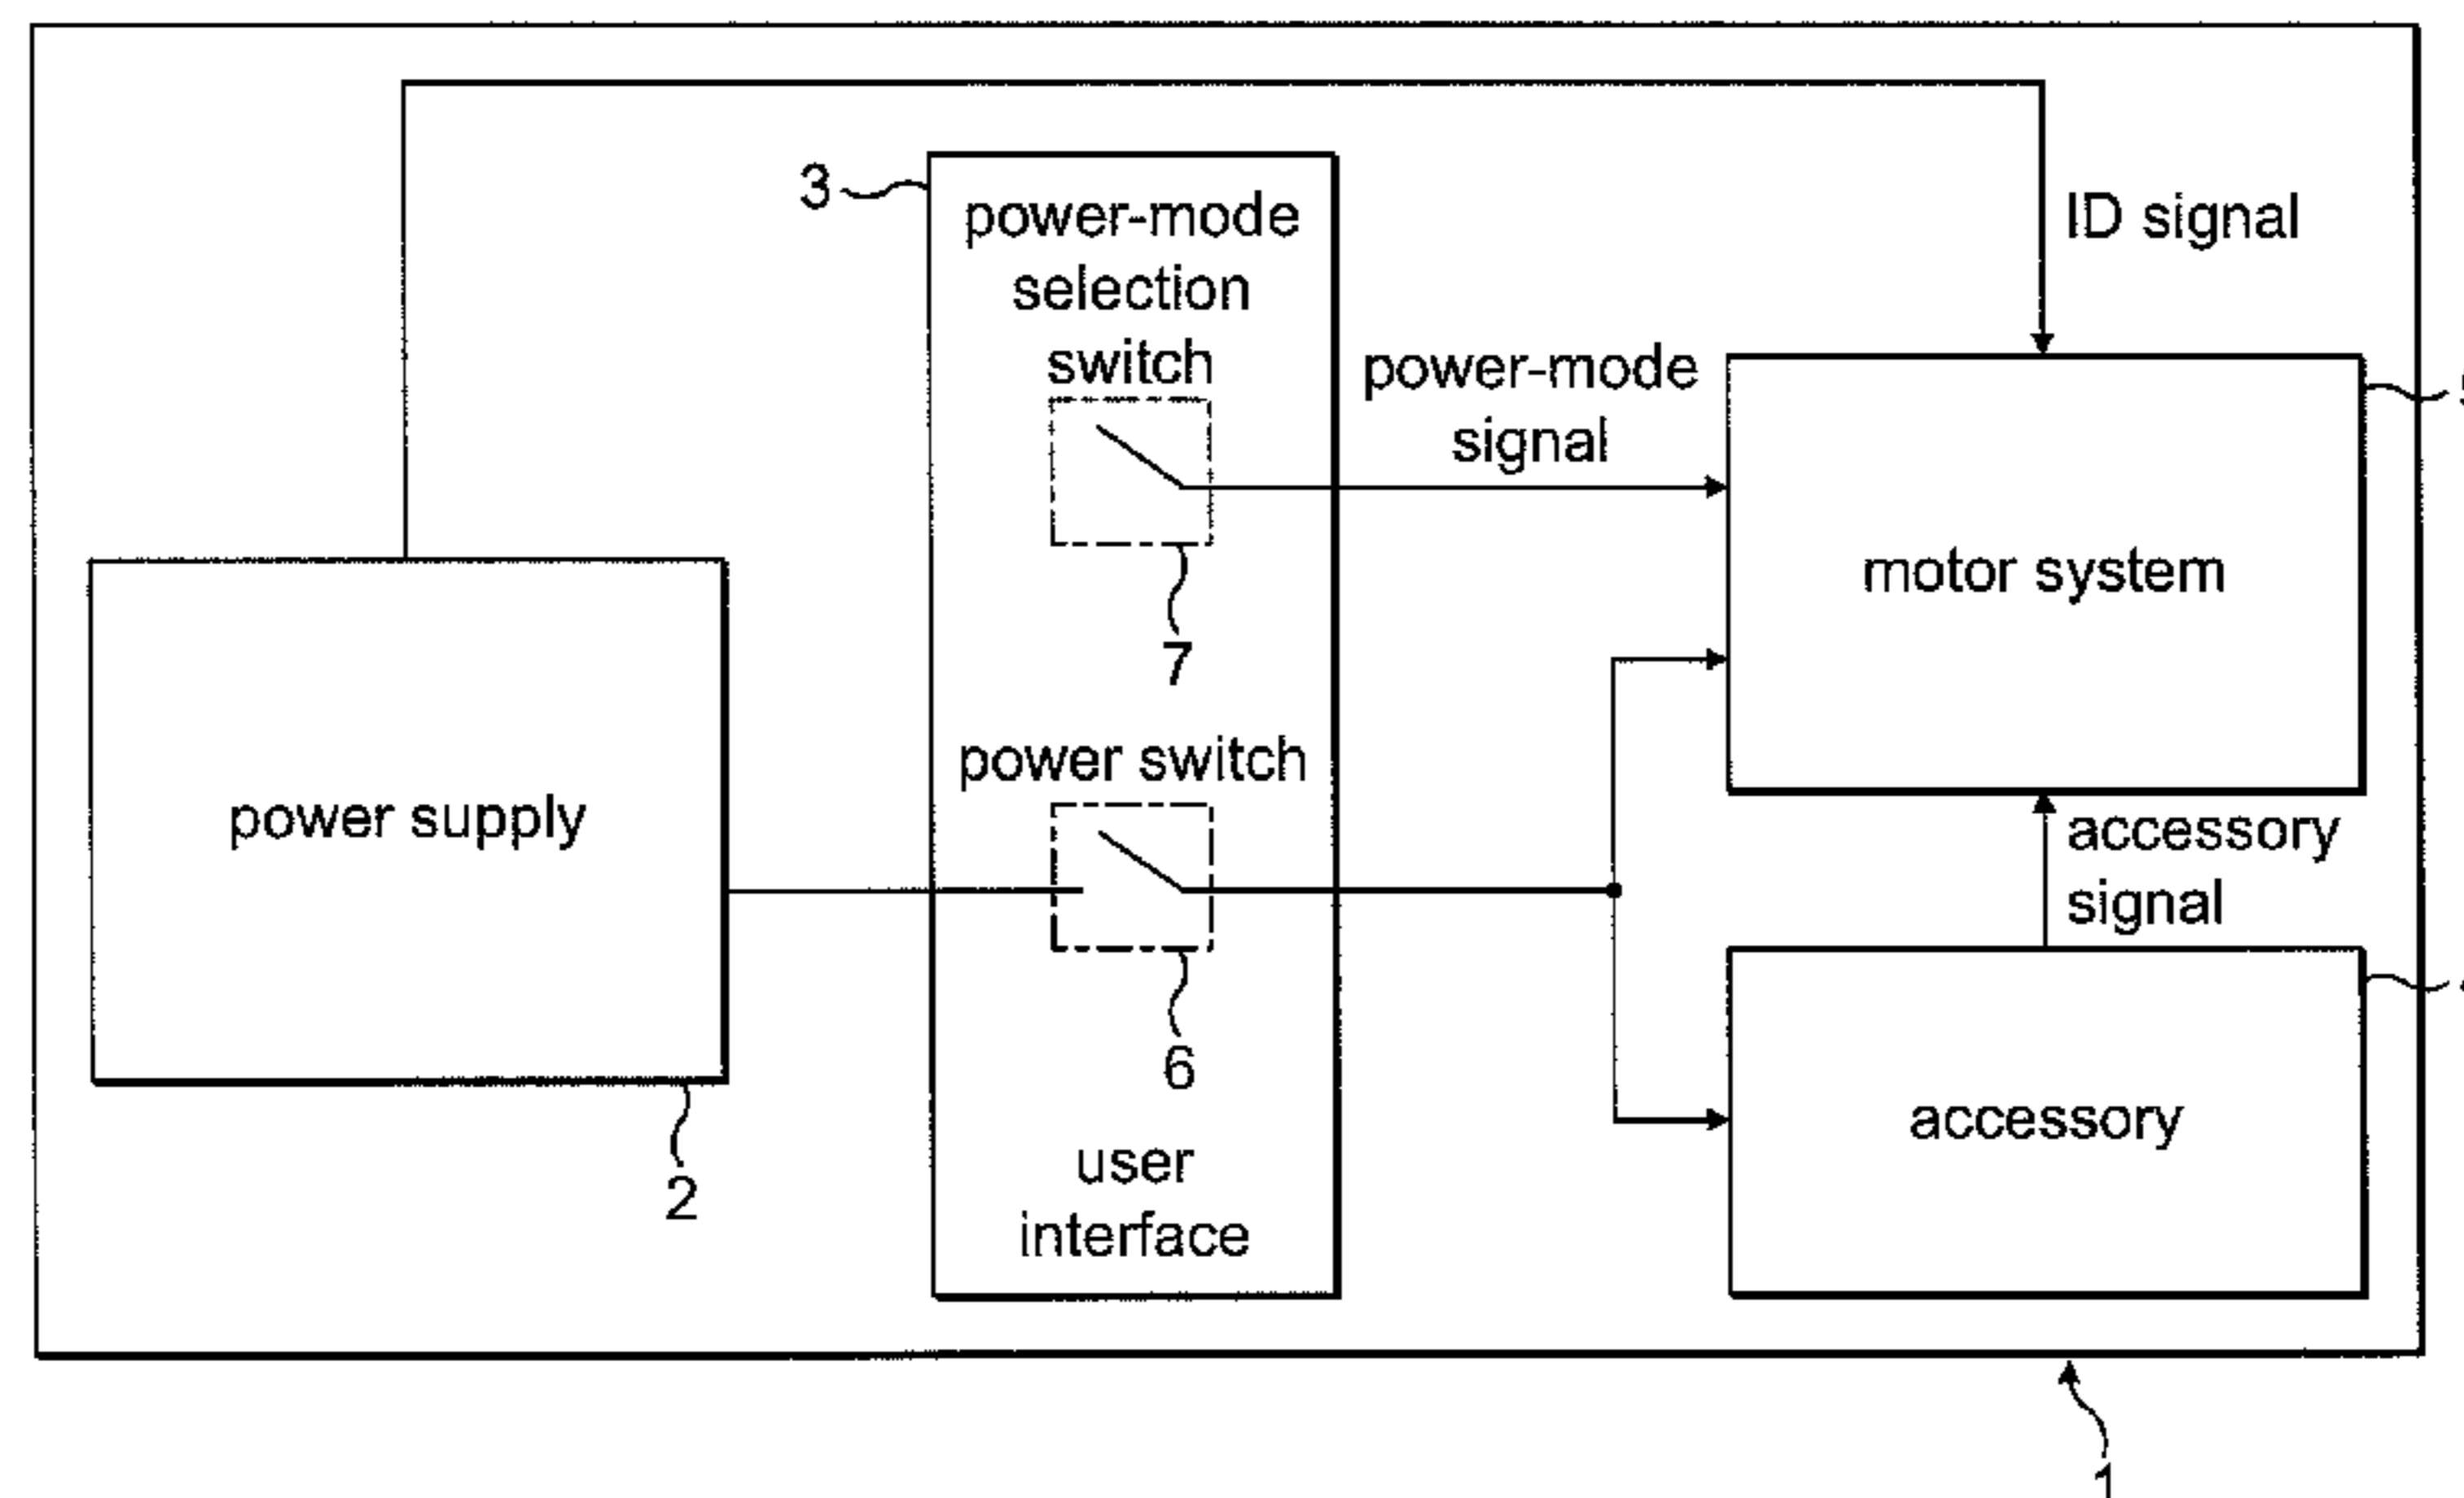 3
power-mode
selection
switch
7
power switch
6
user
interface
power supply
2
ID signal
power-mode
signal
motor system
accessory
signal
accessory
1